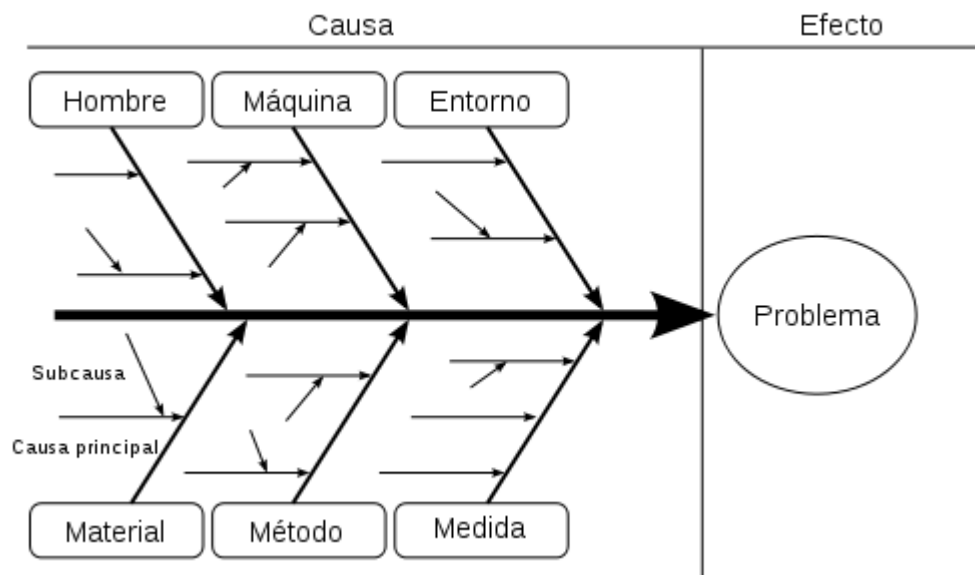 Causa
Efecto
Hombre
Máquina
Entorno
Problema
Subcausa
Causa principal
Material
Método
Medida